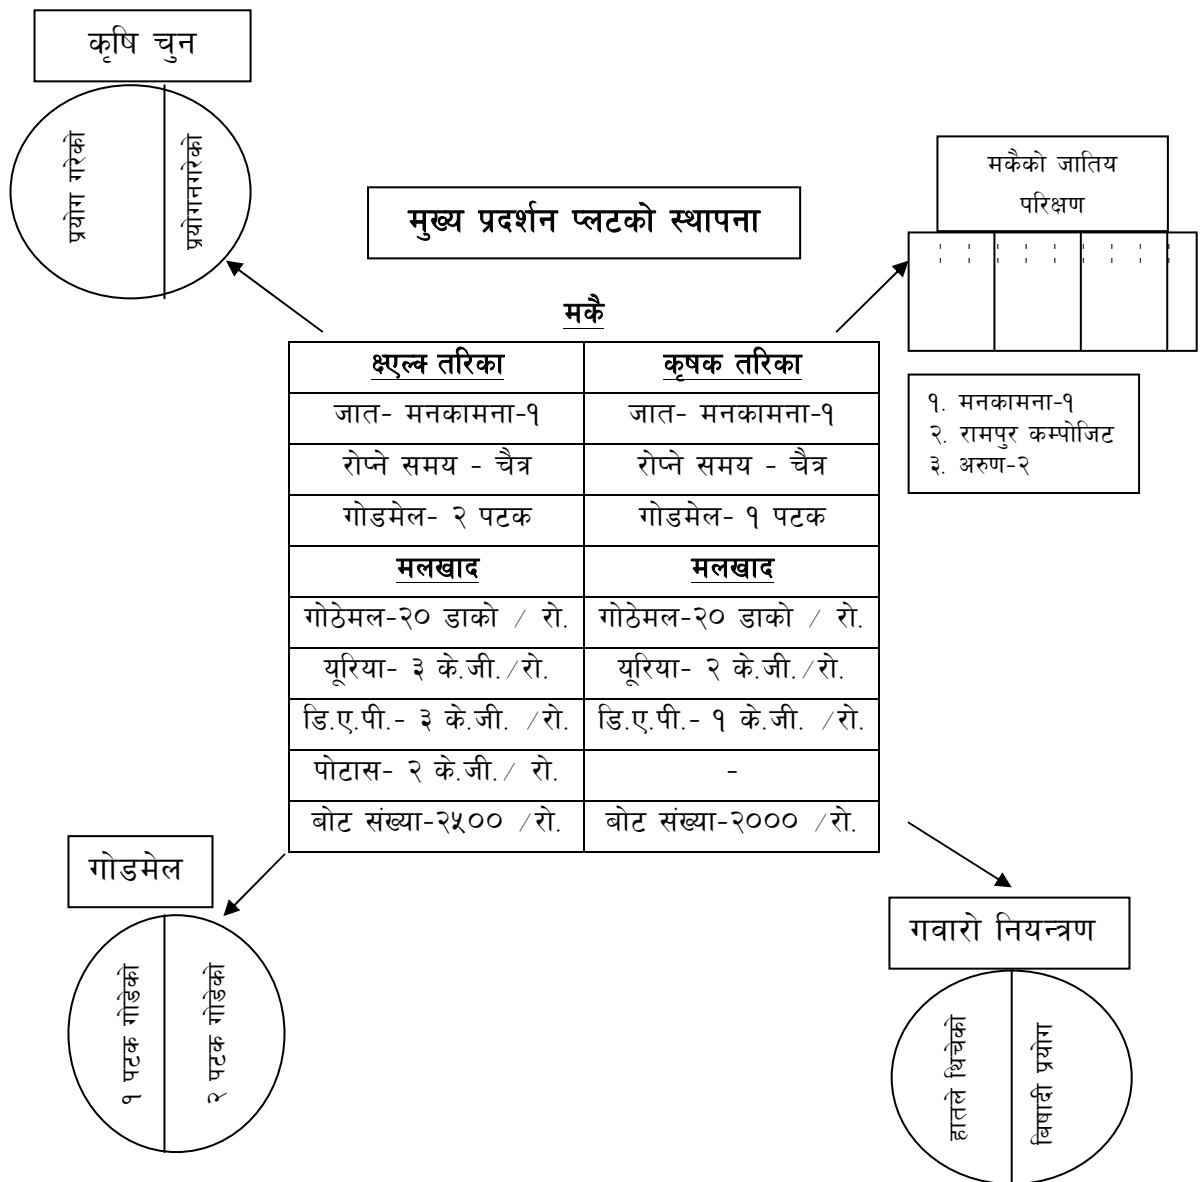 कृषि चुन
प्रयोग गरेको
प्रयोगनगरेको
मकैको जातिय
परिक्षण
मुख्य प्रदर्शन प्लटको स्थापना
मकै
क्ष्एल्क तरिका कृषक तरिका
जात- मनकामना-१ जात- मनकामना-१
रोप्ने समय - चैत्र रोप्ने समय - चैत्र
गोडमेल- २ पटक गोडमेल- १ पटक
मलखाद मलखाद
गोठेमल-२० डाको / रो. गोठेमल-२० डाको / रो.
यूरिया- ३ के.जी./रो. यूरिया- २ के.जी./रो.
डि.ए.पी.- ३ के.जी. /रो. डि.ए.पी.- १ के.जी. /रो.
पोटास- २ के.जी./ रो. -
बोट संख्या-२५०० /रो. बोट संख्या-२००० /रो.
१. मनकामना-१
२. रामपुर कम्पोजिट
३. अरुण-२
गोडमेल
१ पटक गोडेको
२ पटक गोडेको
गवारो नियन्त्रण
हातले थिचेको
बिषादी प्रयोग